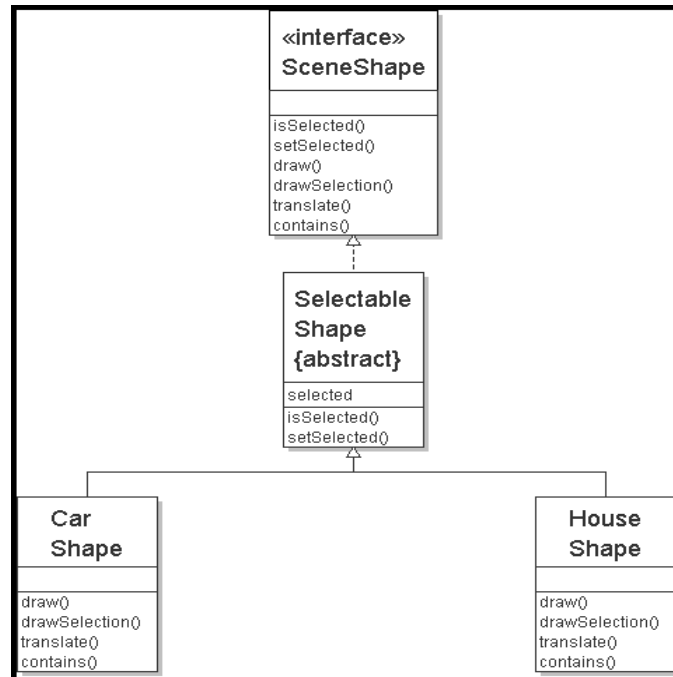 «interface»
SceneShape
isSelected()
setSelected()
draw()
drawSelection()
translate()
contains()
Selectable
Shape
{abstract}
selected
isSelected()
setSelected()
Car
Shape
draw()
drawSelection()
translate()
contains()
House
Shape
draw()
drawSelection()
translate()
contains()